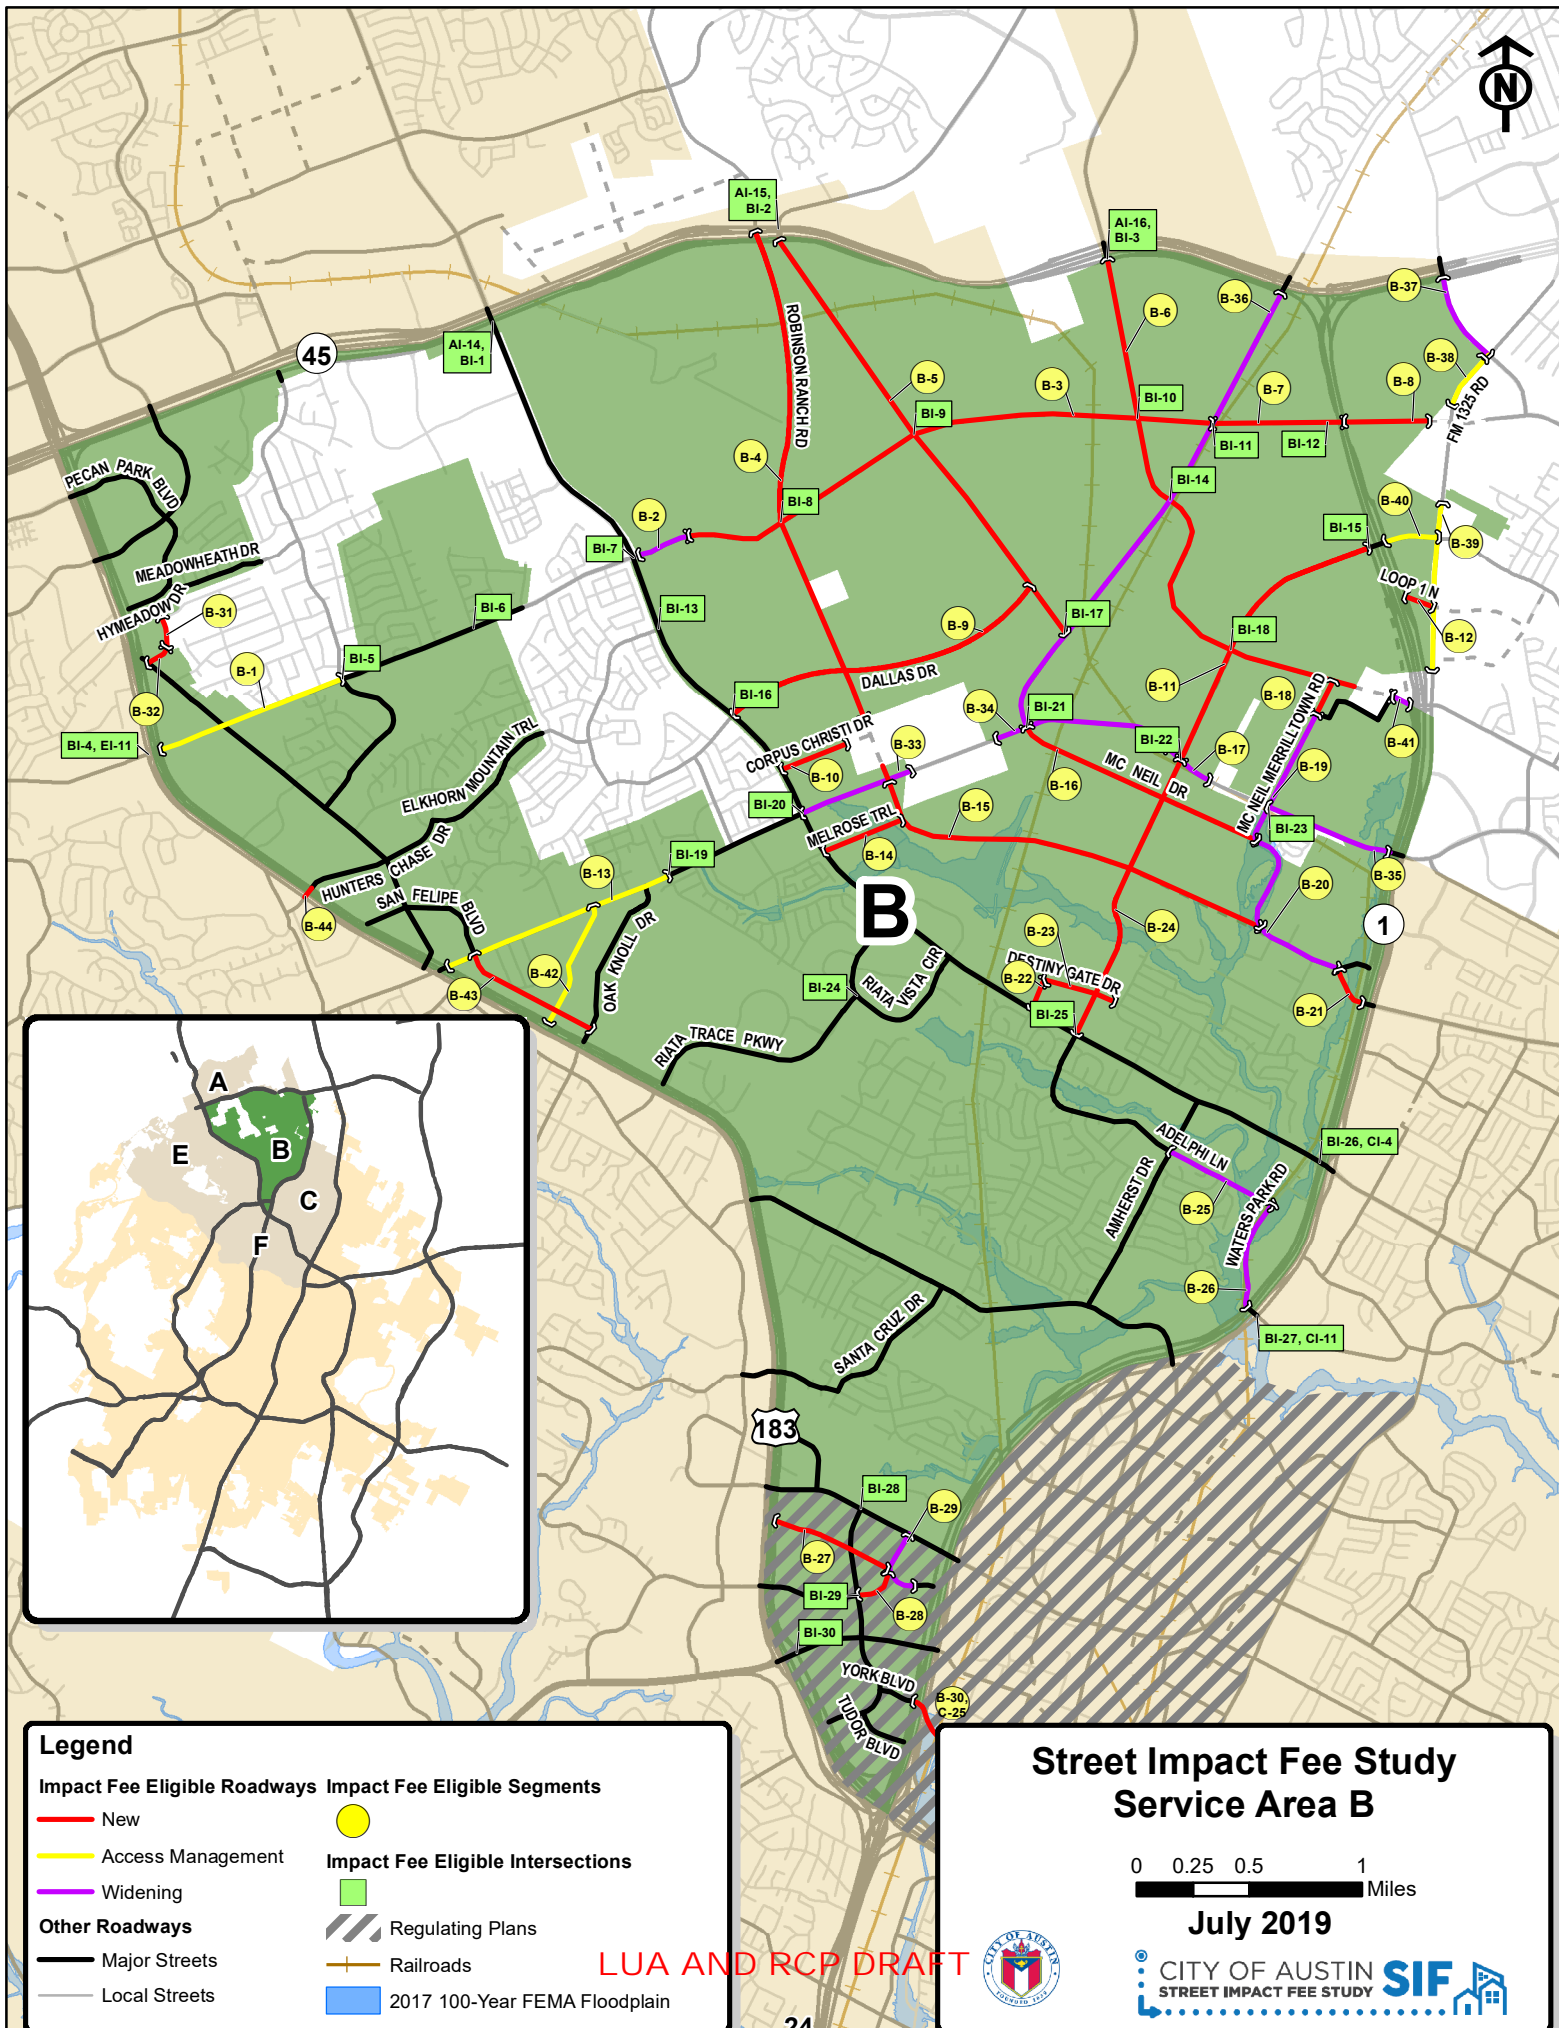 N
AI-15,
BI-2
AI-16,
BI-3
B-37
B-36
B-6
ROBINSON RANCH RD
AI-14,
BI-1
45
B-38
B-5
B-3
B-7
B-8
FM 1325 RD
BI-10
BI-9
BI-11
BI-12
B-4
PECAN PARK BLVD
BI-14
BI-8
B-40
B-2
BI-15
B-39
BI-7
MEADOWHEATH DR
LOOP 1 N
HYMEADOW DR
B-31
BI-6
BI-13
BI-17
B-9
BI-18
B-12
BI-5
B-1
DALLAS DR
B-11
B-18
MC NEIL MERRILLTOWN RD
B-32
BI-16
B-34
BI-21
BI-4, EI-11
CORPUS CHRISTI DR
B-33
BI-22
B-41
ELKHORN MOUNTAIN TRL
B-10
B-17
MC NEIL DR
B-19
B-16
BI-20
B-15
MELROSE TRL
BI-23
B-14
BI-19
B-35
HUNTERS CHASE DR
B-13
B-20
SAN FELIPE BLVD
B
B-44
OAK KNOLL DR
B-23
B-24
1
DESTINY GATE DR
B-42
B-22
RIATA VISTA CIR
BI-24
B-43
BI-25
B-21
RIATA TRACE PKWY
A
E
B
C
F
ADELPHI LN
BI-26, CI-4
AMHERST DR
B-25
WATERS PARK RD
B-26
SANTA CRUZ DR
BI-27, CI-11
183
BI-28
B-29
B-27
BI-29
B-28
BI-30
YORK BLVD
B-30,
C-25
TUDOR BLVD
Legend
Impact Fee Eligible Roadways
New
Access Management
Widening
Other Roadways
Major Streets
Local Streets
Impact Fee Eligible Segments
Impact Fee Eligible Intersections
Regulating Plans
Railroads
2017 100-Year FEMA Floodplain
LUA AND RCP DRAFT
24
Street Impact Fee Study
Service Area B
0 0.25 0.5 1
Miles
July 2019
CITY OF AUSTIN
FOUNDED 1839
CITY OF AUSTIN
STREET IMPACT FEE STUDY
SIF